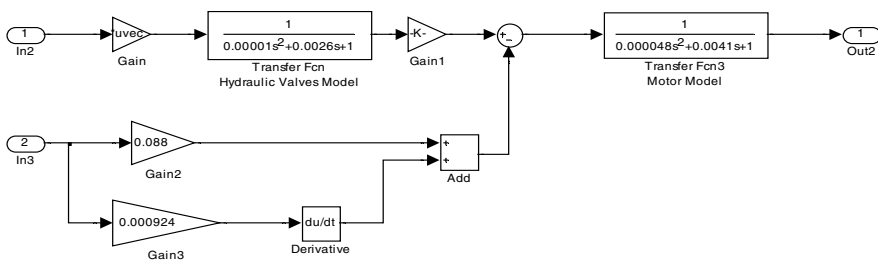 1
In2
uvec
Gain
1
0.00001s²+0.0026s+1
Transfer Fcn
Hydraulic Valves Model
-K-
Gain1
+
−
1
0.000048s²+0.0041s+1
Transfer Fcn3
Motor Model
1
Out2
2
In3
0.088
Gain2
+
+
Add
0.000924
Gain3
du/dt
Derivative